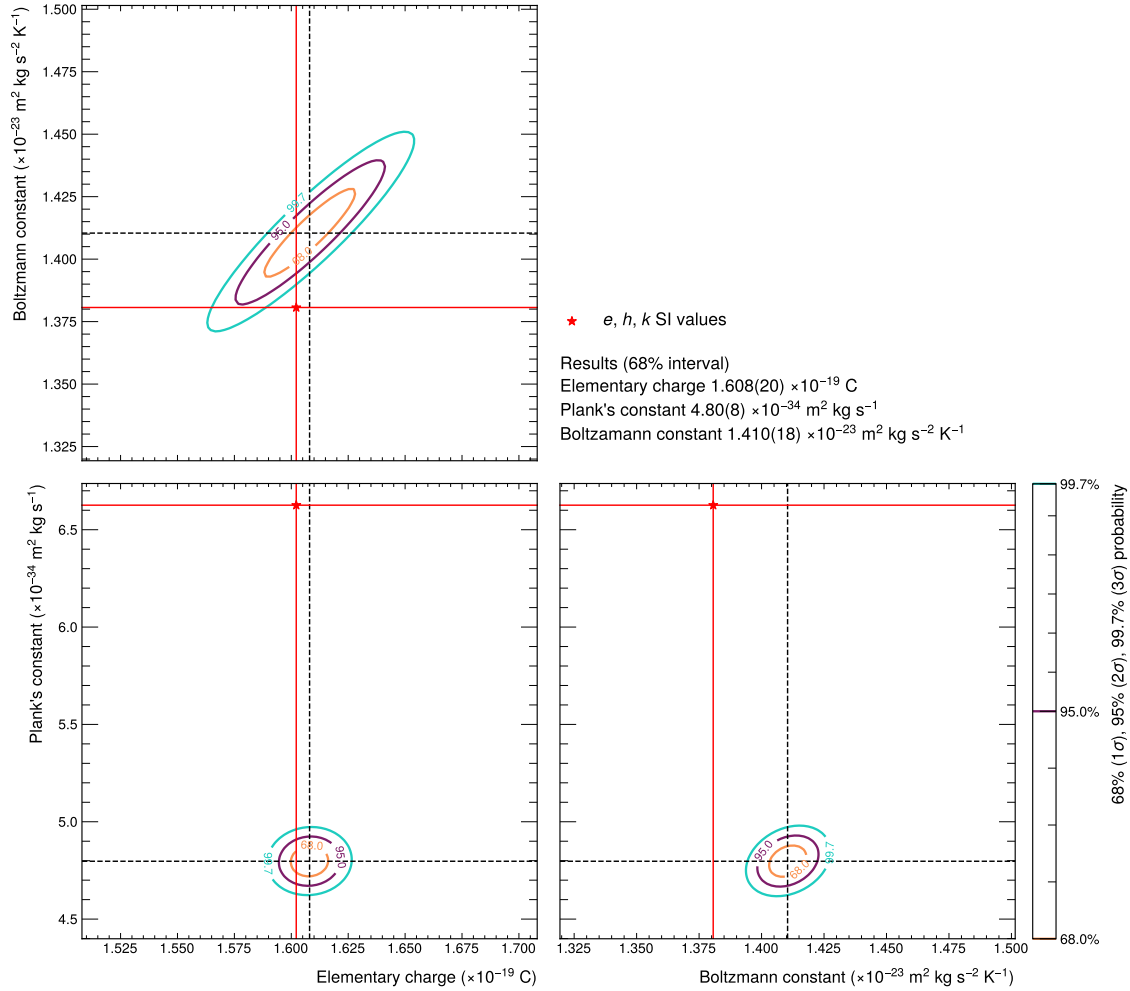 1.500
1.475
1.450
1.425
1.400
1.375
1.350
1.325
Boltzmann constant (×10⁻²³ m² kg s⁻² K⁻¹)
99.7
95.0
68.0
e, h, k SI values
Results (68% interval)
Elementary charge 1.608(20) ×10⁻¹⁹ C
Plank's constant 4.80(8) ×10⁻³⁴ m² kg s⁻¹
Boltzamann constant 1.410(18) ×10⁻²³ m² kg s⁻² K⁻¹
6.5
6.0
5.5
5.0
4.5
Plank's constant (×10⁻³⁴ m² kg s⁻¹)
68.0
95.0
99.7
1.525 1.550 1.575 1.600 1.625 1.650 1.675 1.700
Elementary charge (×10⁻¹⁹ C)
95.0
68.0
99.7
1.325 1.350 1.375 1.400 1.425 1.450 1.475 1.500
Boltzmann constant (×10⁻²³ m² kg s⁻² K⁻¹)
99.7%
95.0%
68.0%
68% (1σ), 95% (2σ), 99.7% (3σ) probability